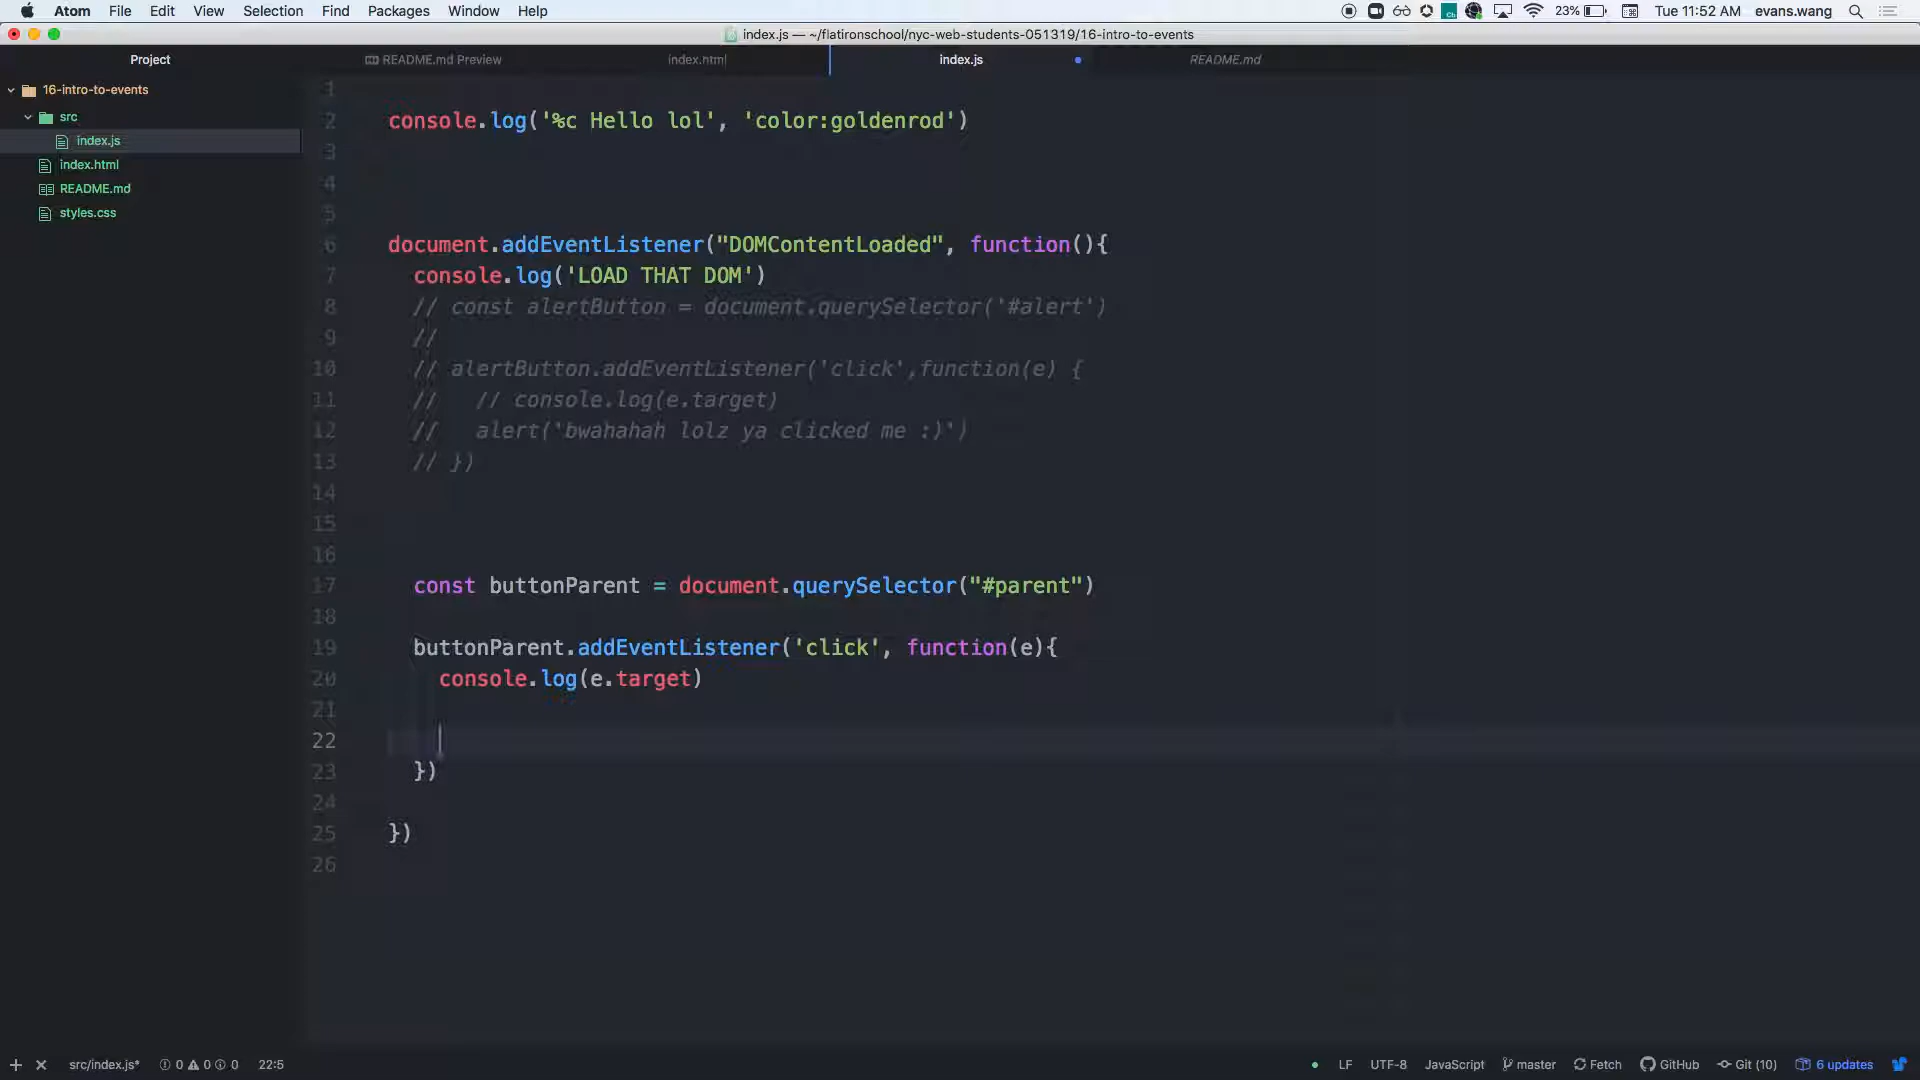 Atom File Edit View Selection Find Packages Window Help 23% Tue 11:52 AM evans.wang
index.js — ~/flatironschool/nyc-web-students-051319/16-intro-to-events
Project README.md Preview index.html index.js README.md
16-intro-to-events
src
index.js
index.html
README.md
styles.css
1
2 console.log('%c Hello lol', 'color:goldenrod')
3
4
5
6 document.addEventListener("DOMContentLoaded", function(){
7 console.log('LOAD THAT DOM')
8 // const alertButton = document.querySelector('#alert')
9 //
10 // alertButton.addEventListener('click',function(e) {
11 // // console.log(e.target)
12 // alert('bwahahah lolz ya clicked me :)')
13 // })
14
15
16
17 const buttonParent = document.querySelector("#parent")
18
19 buttonParent.addEventListener('click', function(e){
20 console.log(e.target)
21
22
23 })
24
25 })
26
src/index.js* 0 0 0 22:5 LF UTF-8 JavaScript master Fetch GitHub Git (10) 6 updates